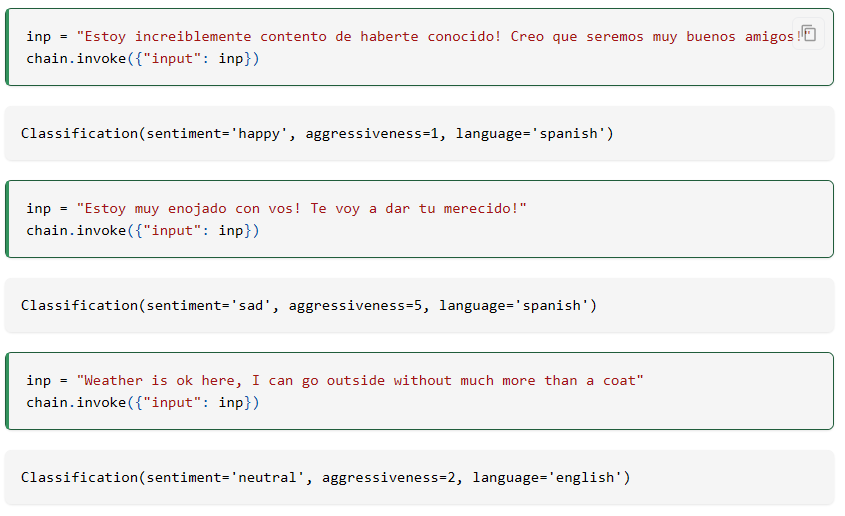 inp = "Estoy increiblemente contento de haberte conocido! Creo que seremos muy buenos amigos!"
chain.invoke({"input": inp})
Classification(sentiment='happy', aggressiveness=1, language='spanish')
inp = "Estoy muy enojado con vos! Te voy a dar tu merecido!"
chain.invoke({"input": inp})
Classification(sentiment='sad', aggressiveness=5, language='spanish')
inp = "Weather is ok here, I can go outside without much more than a coat"
chain.invoke({"input": inp})
Classification(sentiment='neutral', aggressiveness=2, language='english')